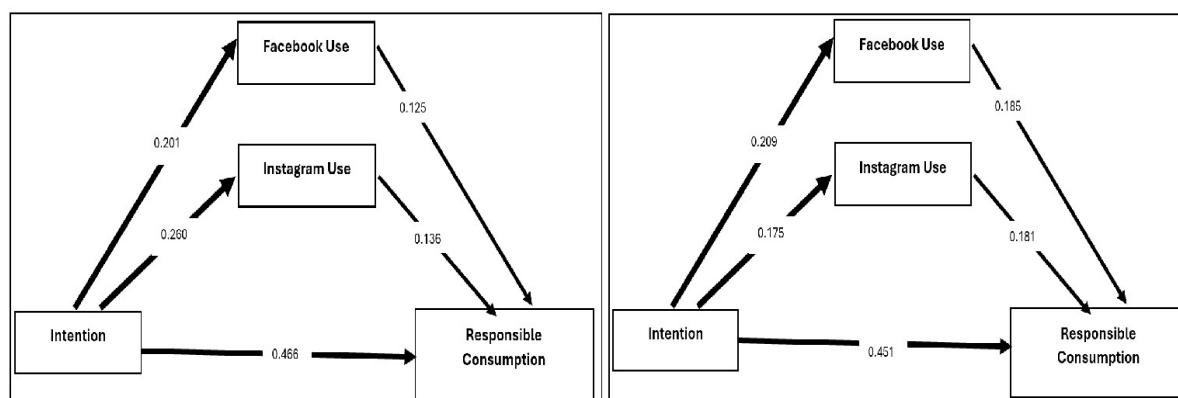 Facebook Use
0.125
0.201
Instagram Use
0.260
0.136
Intention
Responsible
Consumption
0.466
Facebook Use
0.185
0.209
Instagram Use
0.175
0.181
Intention
Responsible
Consumption
0.451